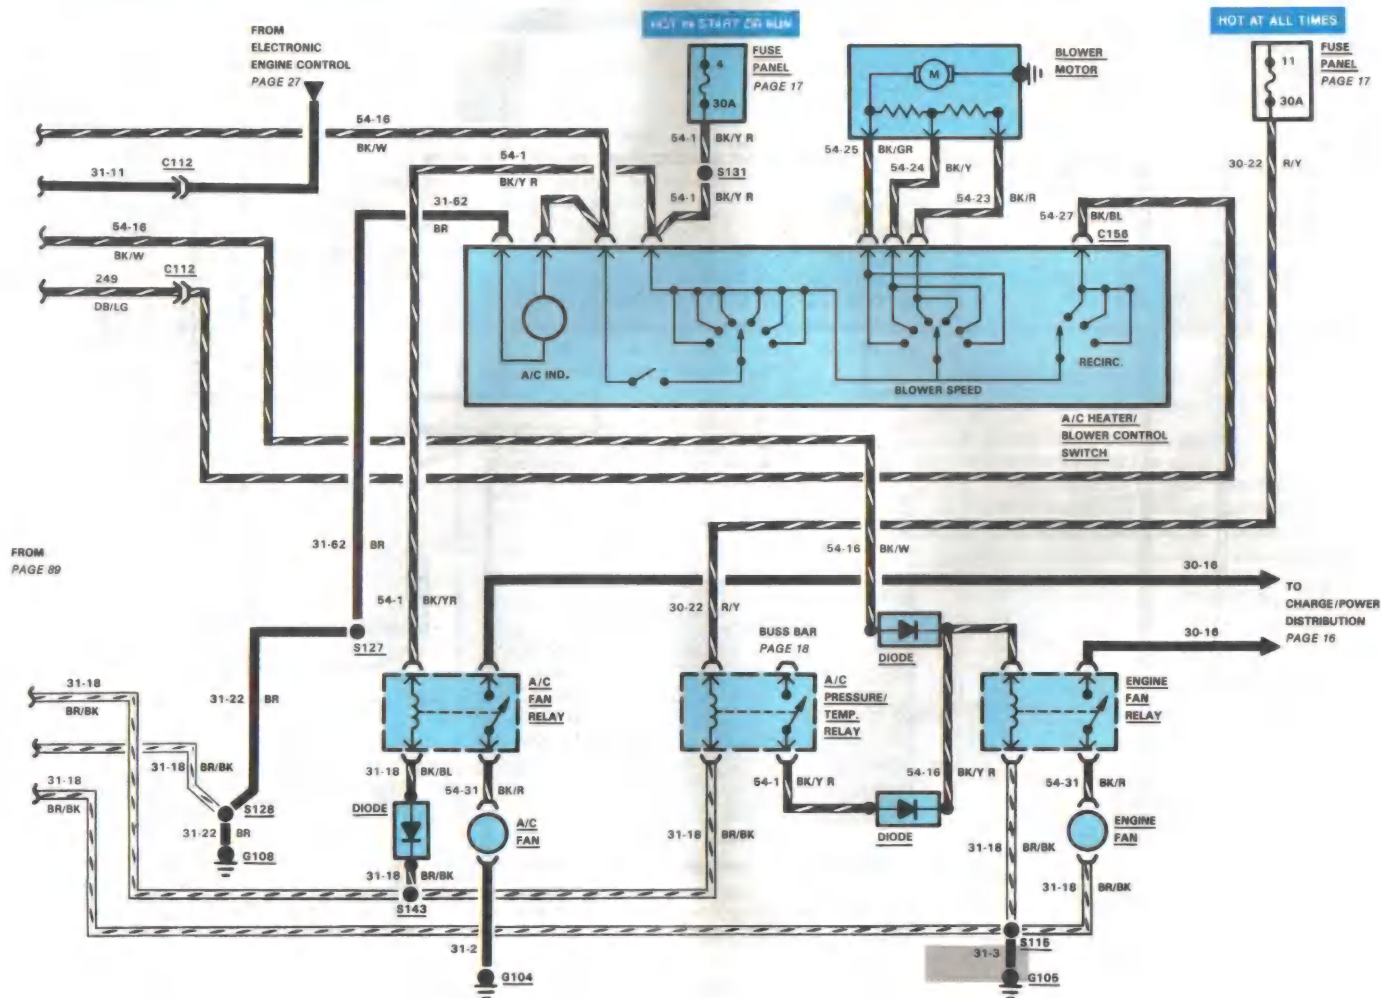 HOT IN START OR RUN
HOT AT ALL TIMES
FROM
ELECTRONIC
ENGINE CONTROL
PAGE 27
4
30A
FUSE
PANEL
PAGE 17
M
BLOWER
MOTOR
11
30A
FUSE
PANEL
PAGE 17
54-16
BK/W
31-11
C112
54-1
BK/Y R
54-1
BK/Y R
S131
54-1
BK/Y R
54-25
BK/GR
54-24
BK/Y
54-23
BK/R
30-22
R/Y
31-62
BR
54-27
BK/BL
C156
54-16
BK/W
249
DB/LG
C112
A/C IND.
BLOWER SPEED
RECIRC.
A/C HEATER/
BLOWER CONTROL
SWITCH
FROM
PAGE 89
31-62
BR
54-16
BK/W
30-16
TO
CHARGE/POWER
DISTRIBUTION
PAGE 16
54-1
BK/YR
30-22
R/Y
BUSS BAR
PAGE 18
DIODE
30-16
S127
31-18
BR/BK
31-22
BR
A/C
FAN
RELAY
A/C
PRESSURE/
TEMP.
RELAY
ENGINE
FAN
RELAY
31-18
BR/BK
31-18
BR/BK
31-18
BK/BL
54-31
BK/R
54-1
BK/Y R
54-16
BK/Y R
54-31
BK/R
S128
DIODE
A/C
FAN
DIODE
ENGINE
FAN
31-22
BR
G108
31-18
BR/BK
31-18
BR/BK
31-18
BR/BK
31-18
BR/BK
S143
31-2
G104
S115
31-3
G105